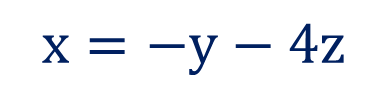 x = −y − 4z